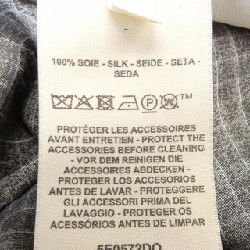 100% SOIE - SILK - SEIDE - SETA -
SEDA
P W ™
PROTÉGER LES ACCESSOIRES
AVANT ENTRETIEN - PROTECT THE
ACCESSORIES BEFORE CLEANING
- VOR DEM REINIGEN DIE
ACCESSOIRES ABDECKEN -
PROTEGER LOS ACCESORIOS
ANTES DE LAVAR - PROTEGGERE
GLI ACCESSORI PRIMA DEL
LAVAGGIO - PROTEGER OS
ACESSÓRIOS ANTES DE LIMPAR
5E0572DO